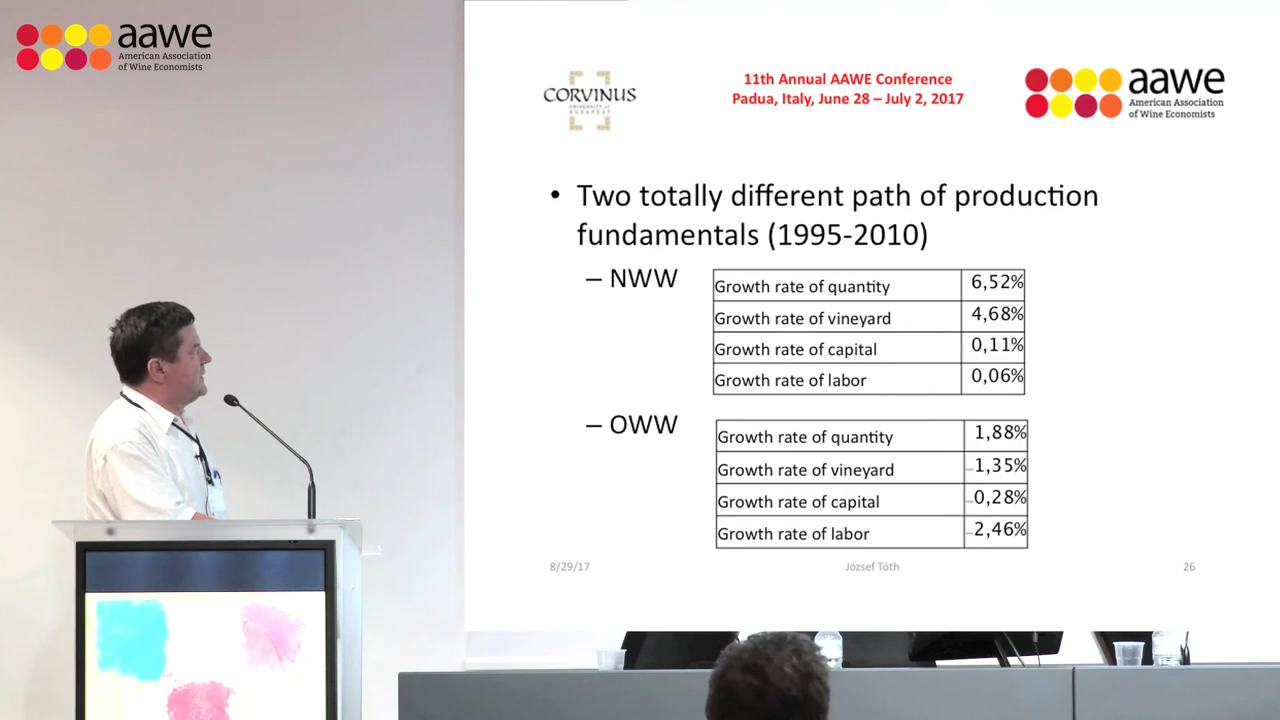 aawe
American Association
of Wine Economists
CORVINUS
UNIVERSITY of
BUDAPEST
11th Annual AAWE Conference
Padua, Italy, June 28 – July 2, 2017
aawe
American Association
of Wine Economists
• Two totally different path of production
fundamentals (1995-2010)
– NWW
Growth rate of quantity 6,52%
Growth rate of vineyard 4,68%
Growth rate of capital 0,11%
Growth rate of labor 0,06%
– OWW
Growth rate of quantity 1,88%
Growth rate of vineyard -1,35%
Growth rate of capital -0,28%
Growth rate of labor -2,46%
8/29/17 József Tóth 26